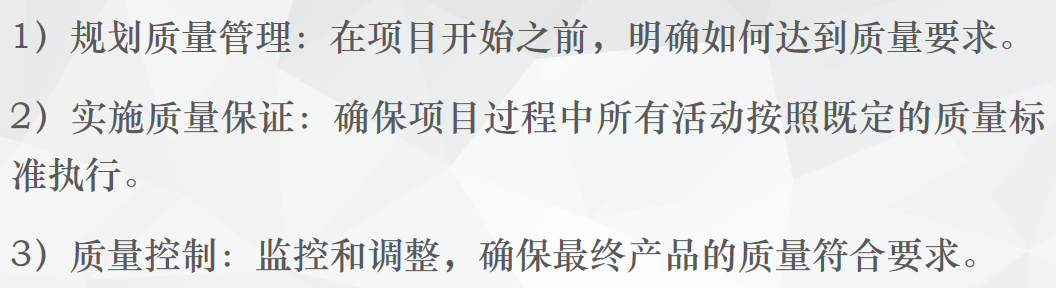 1）规划质量管理：在项目开始之前，明确如何达到质量要求。
2）实施质量保证：确保项目过程中所有活动按照既定的质量标
准执行。
3）质量控制：监控和调整，确保最终产品的质量符合要求。